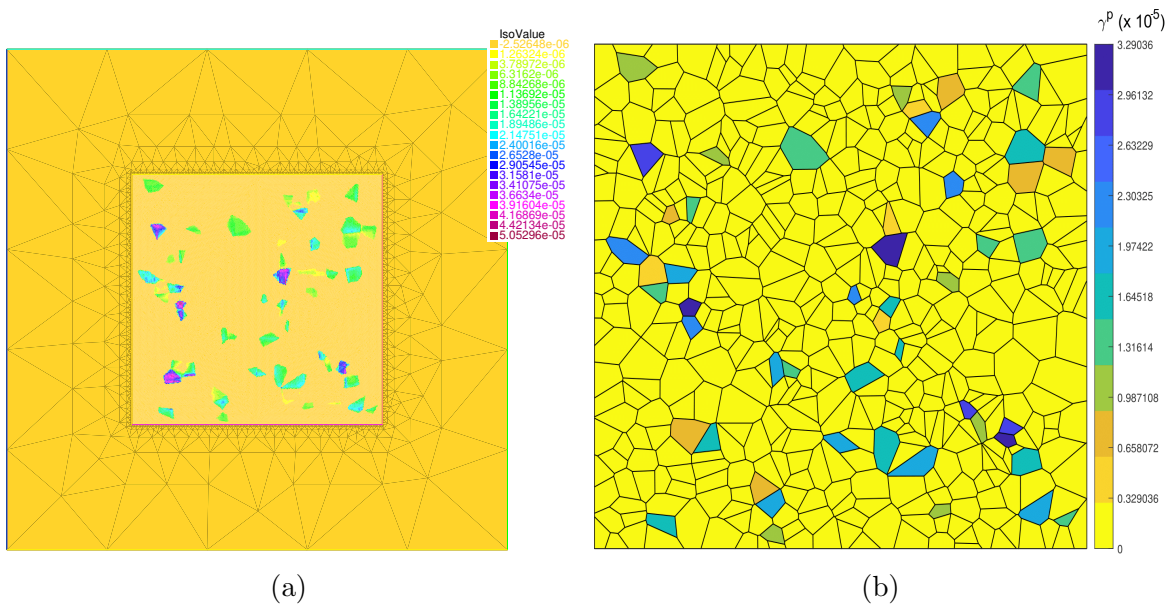 IsoValue
-2.52648e-06
1.26324e-06
3.78972e-06
6.3162e-06
8.84268e-06
1.13692e-05
1.38956e-05
1.64221e-05
1.89486e-05
2.14751e-05
2.40016e-05
2.6528e-05
2.90545e-05
3.1581e-05
3.41075e-05
3.6634e-05
3.91604e-05
4.16869e-05
4.42134e-05
5.05296e-05
(a)
γᵖ (x 10⁻⁵)
3.29036
2.96132
2.63229
2.30325
1.97422
1.64518
1.31614
0.987108
0.658072
0.329036
0
(b)